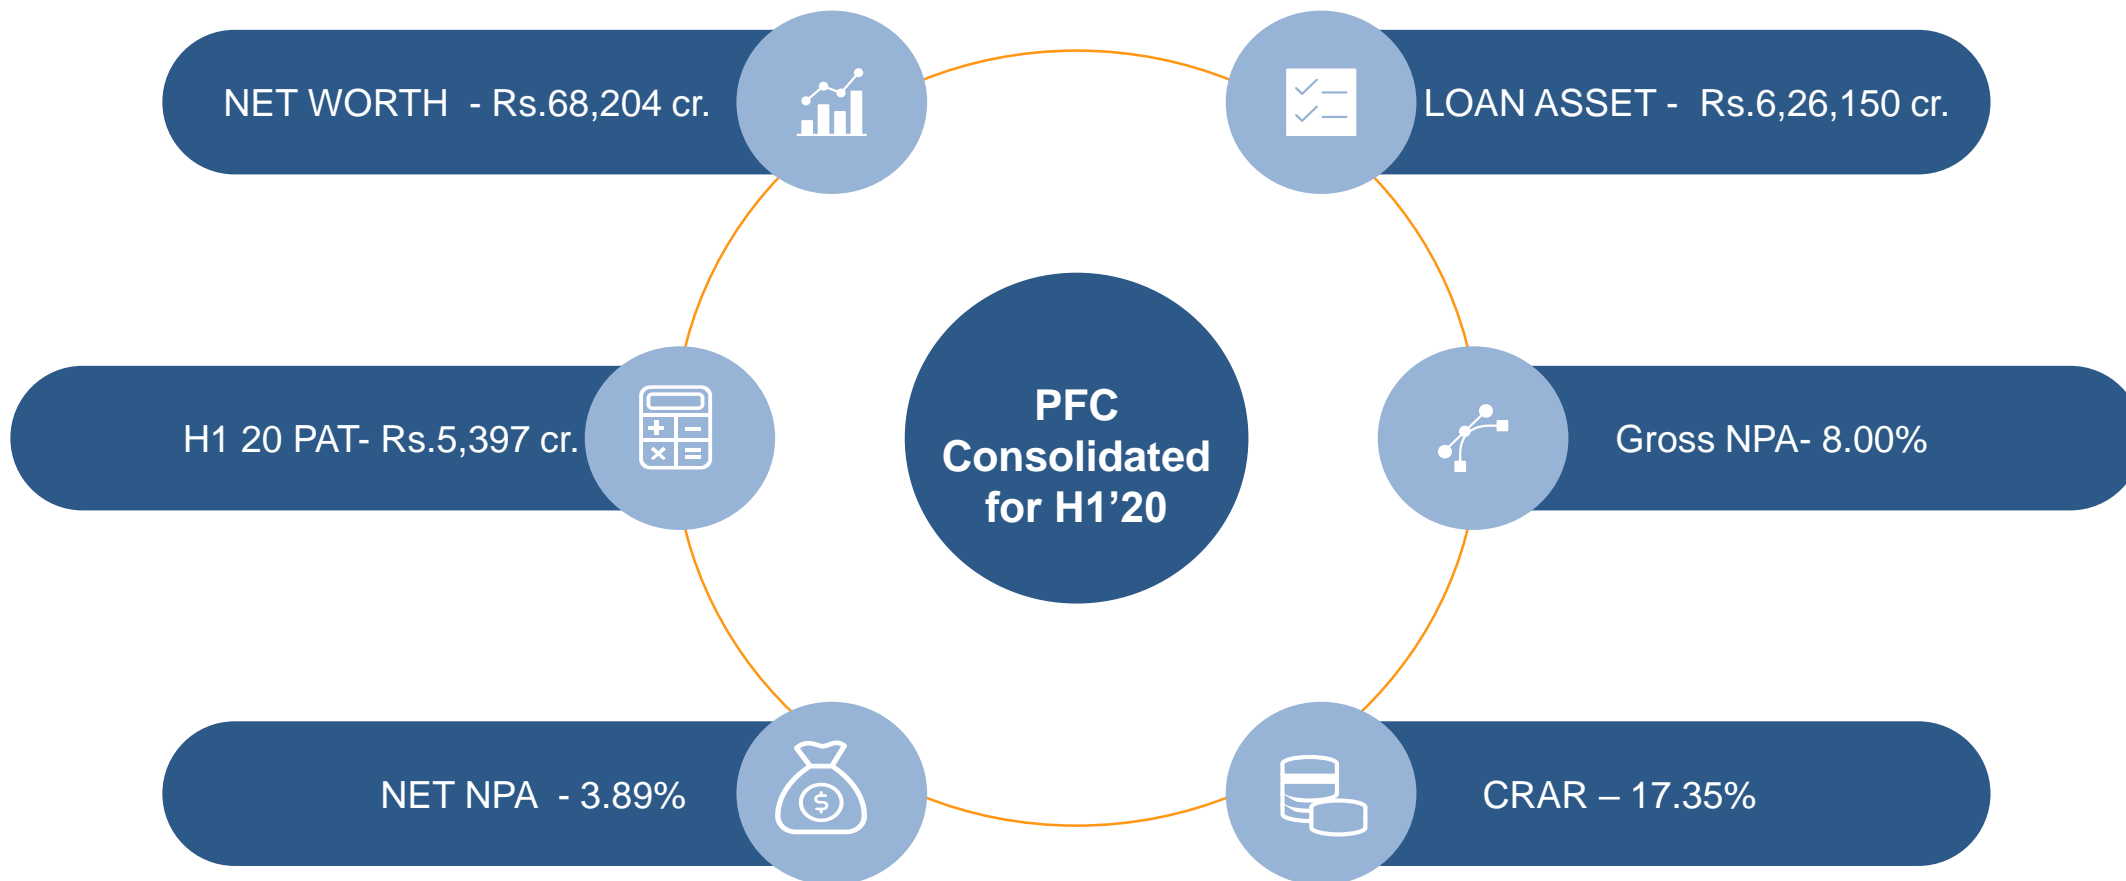 NET WORTH  - Rs.68,204 cr.
LOAN ASSET -  Rs.6,26,150 cr.
H1 20 PAT- Rs.5,397 cr.
PFC
Consolidated
for H1’20
Gross NPA- 8.00%
NET NPA  - 3.89%
$
CRAR – 17.35%